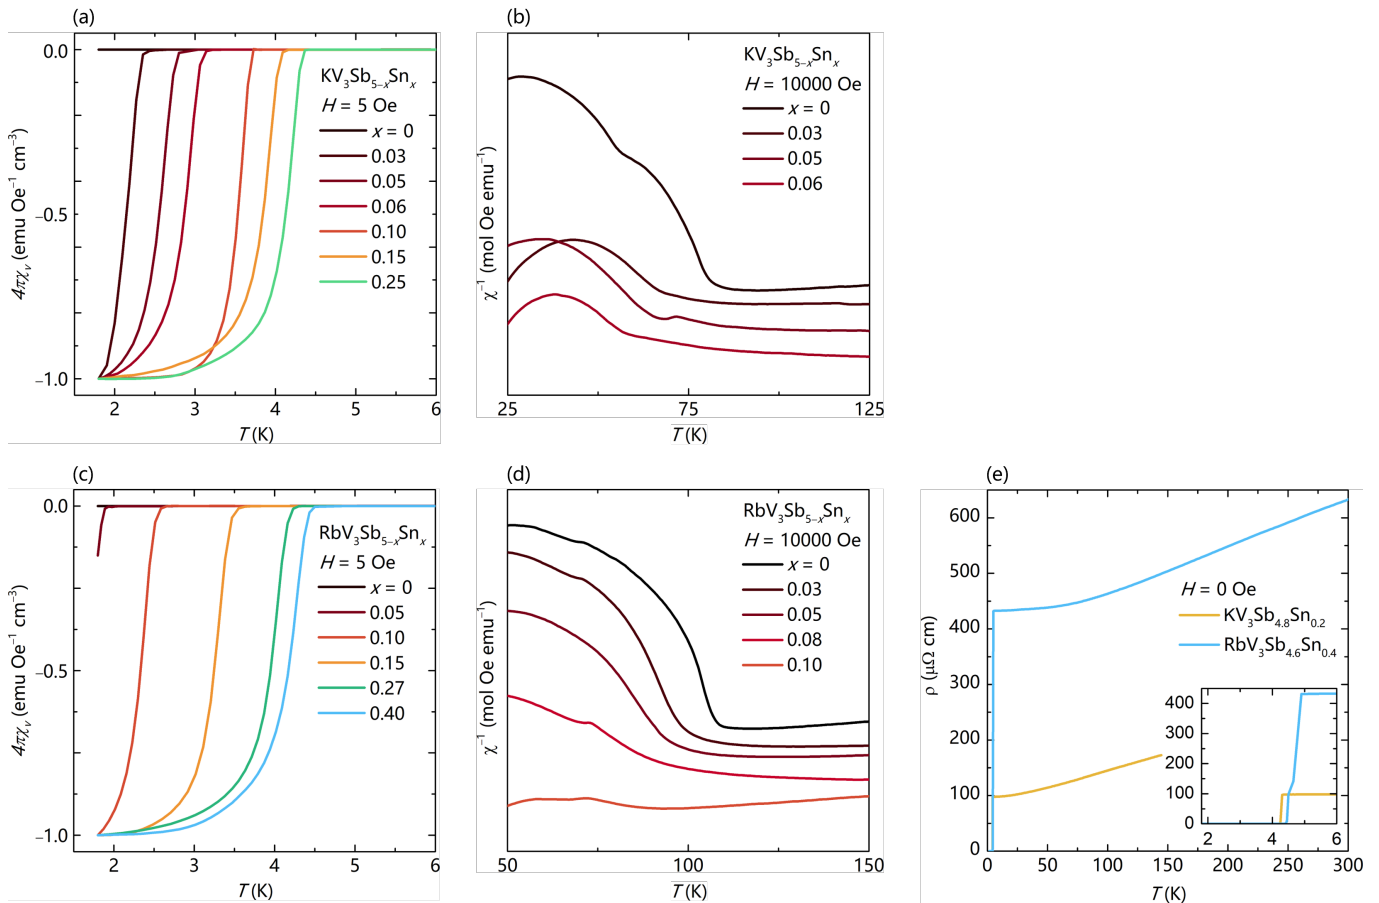 (a)
0.0
−0.5
−1.0
4πχᵥ (emu Oe⁻¹ cm⁻³)
KV₃Sb₅₋ₓSnₓ
H = 5 Oe
x = 0
0.03
0.05
0.06
0.10
0.15
0.25
2 3 4 5 6
T (K)
(b)
χ⁻¹ (mol Oe emu⁻¹)
KV₃Sb₅₋ₓSnₓ
H = 10000 Oe
x = 0
0.03
0.05
0.06
25 75 125
T (K)
(c)
0.0
−0.5
−1.0
4πχᵥ (emu Oe⁻¹ cm⁻³)
RbV₃Sb₅₋ₓSnₓ
H = 5 Oe
x = 0
0.05
0.10
0.15
0.27
0.40
2 3 4 5 6
T (K)
(d)
χ⁻¹ (mol Oe emu⁻¹)
RbV₃Sb₅₋ₓSnₓ
H = 10000 Oe
x = 0
0.03
0.05
0.08
0.10
50 100 150
T (K)
(e)
600
500
400
300
200
100
0
ρ (μΩ cm)
H = 0 Oe
KV₃Sb₄.₈Sn₀.₂
RbV₃Sb₄.₆Sn₀.₄
400
300
200
100
0
2 4 6
0 50 100 150 200 250 300
T (K)